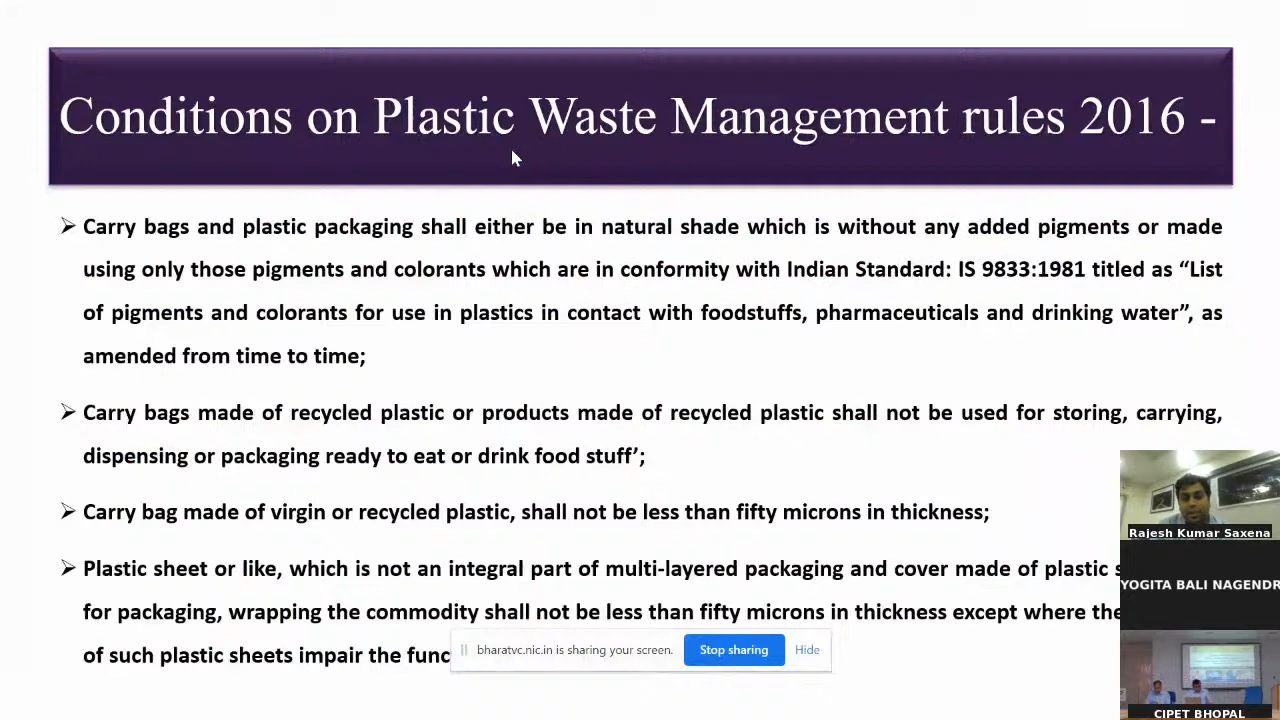 Conditions on Plastic Waste Management rules 2016 -
Carry bags and plastic packaging shall either be in natural shade which is without any added pigments or made
using only those pigments and colorants which are in conformity with Indian Standard: IS 9833:1981 titled as “List
of pigments and colorants for use in plastics in contact with foodstuffs, pharmaceuticals and drinking water”, as
amended from time to time;
Carry bags made of recycled plastic or products made of recycled plastic shall not be used for storing, carrying,
dispensing or packaging ready to eat or drink food stuff’;
Carry bag made of virgin or recycled plastic, shall not be less than fifty microns in thickness;
Plastic sheet or like, which is not an integral part of multi-layered packaging and cover made of plastic
for packaging, wrapping the commodity shall not be less than fifty microns in thickness except where the
of such plastic sheets impair the
bharatvc.nic.in is sharing your screen.
Stop sharing
Hide
Rajesh Kumar Saxena
YOGITA BALI NAGENDR
CIPET BHOPAL